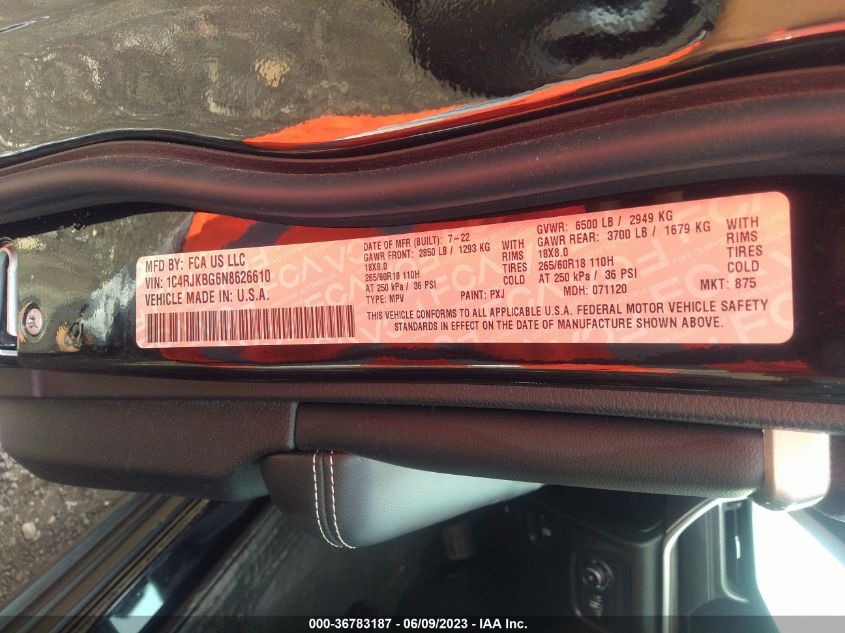 MFD BY: FCA US LLC
VIN: 1C4RJKBG6N8626610
VEHICLE MADE IN U.S.A.
DATE OF MFR (BUILT): 7-22
GAWR FRONT: 2850 LB / 1293 KG WITH
18X8.0 RIMS
265/60R18 110H TIRES
AT 250 kPa / 36 PSI
TYPE: MPV PAINT: PXJ
GVWR: 6500 LB / 2949 KG
GAWR REAR: 3700 LB / 1679 KG WITH
18X8.0 RIMS
265/60R18 110H TIRES
AT 250 kPa / 36 PSI
MDH: 071120 MKT: 875
THIS VEHICLE CONFORMS TO ALL APPLICABLE U.S.A. FEDERAL MOTOR VEHICLE SAFETY
STANDARDS IN EFFECT ON THE DATE OF MANUFACTURE SHOWN ABOVE.
000-36783187 - 06/09/2023 - IAA Inc.